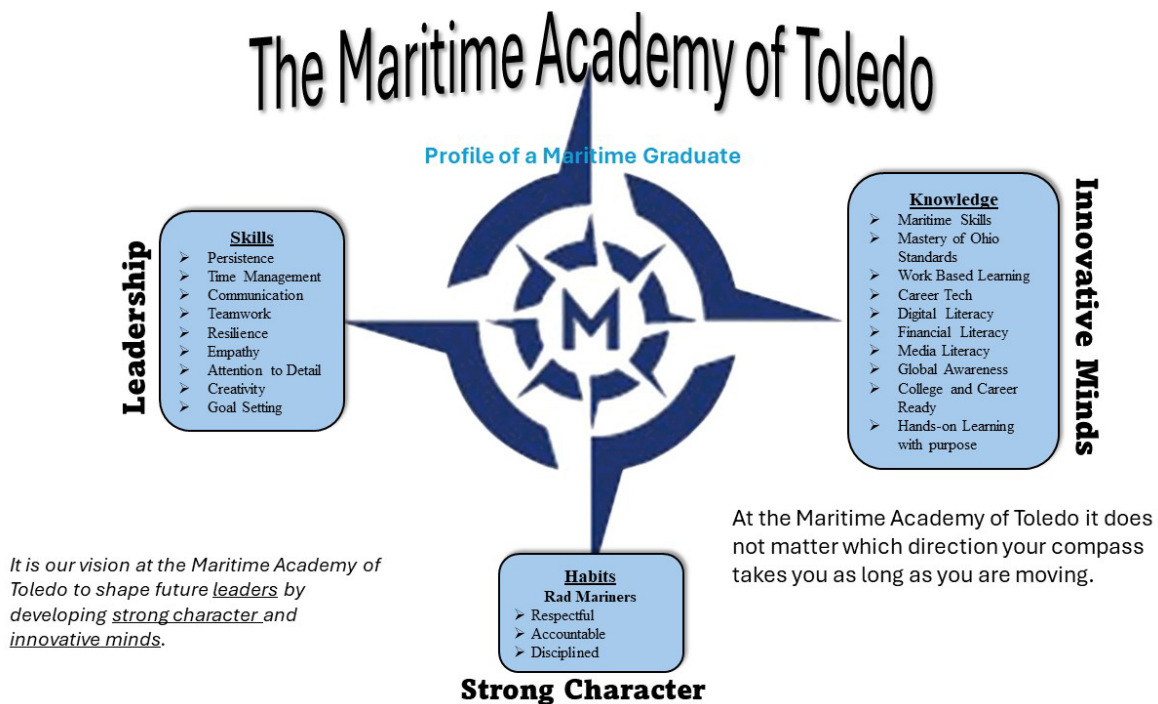 The Maritime Academy of Toledo
Profile of a Maritime Graduate
Leadership
Skills
➢ Persistence
➢ Time Management
➢ Communication
➢ Teamwork
➢ Resilience
➢ Empathy
➢ Attention to Detail
➢ Creativity
➢ Goal Setting
M
Knowledge
➢ Maritime Skills
➢ Mastery of Ohio
Standards
➢ Work Based Learning
➢ Career Tech
➢ Digital Literacy
➢ Financial Literacy
➢ Media Literacy
➢ Global Awareness
➢ College and Career
Ready
➢ Hands-on Learning
with purpose
Innovative Minds
It is our vision at the Maritime Academy of
Toledo to shape future leaders by
developing strong character and
innovative minds.
Habits
Rad Mariners
➢ Respectful
➢ Accountable
➢ Disciplined
Strong Character
At the Maritime Academy of Toledo it does
not matter which direction your compass
takes you as long as you are moving.